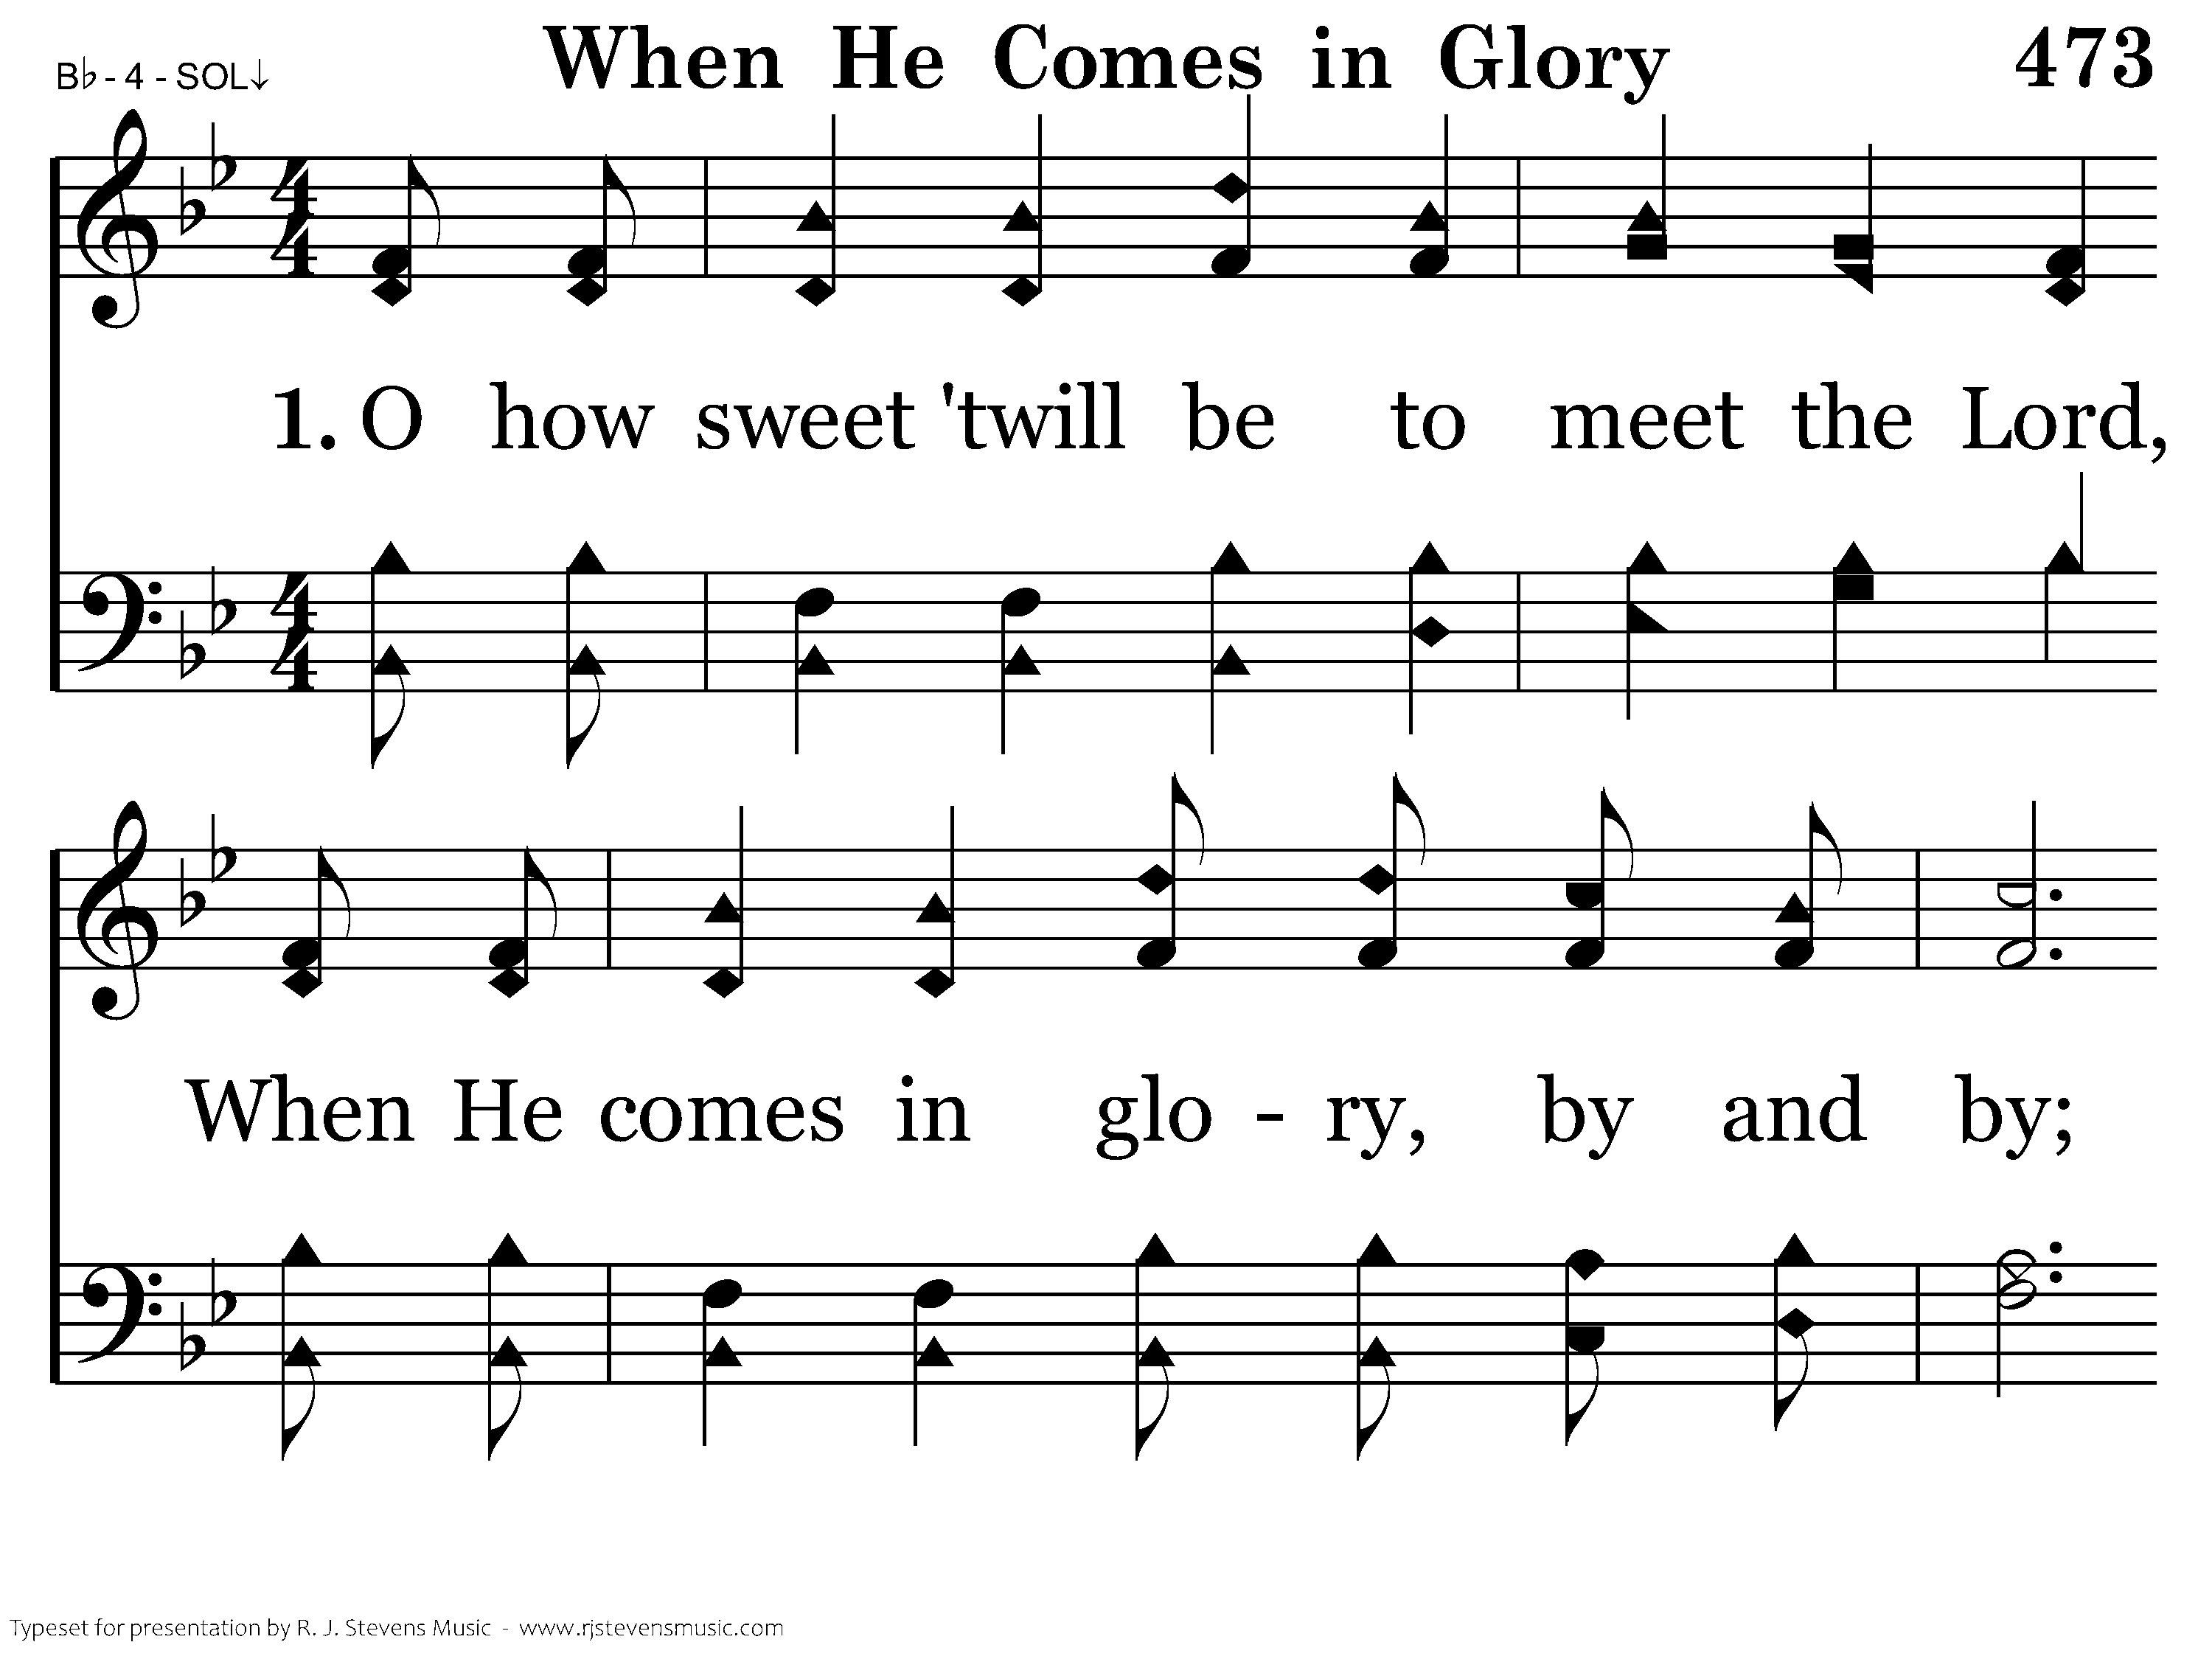 When He Comes in Glory 473
B♭ - 4 - SOL↓
1. O how sweet 'twill be to meet the Lord,
When He comes in glo - ry, by and by;
Typeset for presentation by R. J. Stevens Music - www.rjstevensmusic.com